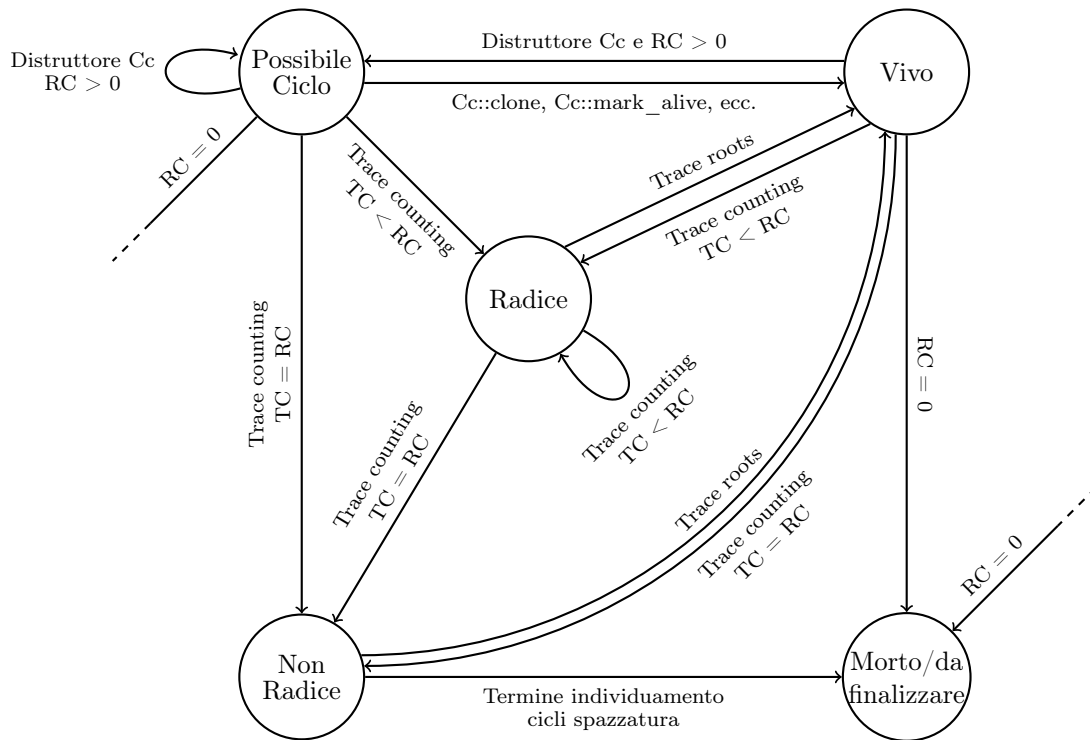 Distruttore Cc
RC > 0
Possibile
Ciclo
Distruttore Cc e RC > 0
Cc::clone, Cc::mark_alive, ecc.
Vivo
RC = 0
Trace counting
TC < RC
Trace roots
Trace counting
TC < RC
Radice
Trace counting
TC = RC
RC = 0
Trace counting
TC < RC
Trace counting
TC = RC
Trace roots
Trace counting
TC = RC
RC = 0
Non
Radice
Termine individuamento
cicli spazzatura
Morto/da
finalizzare